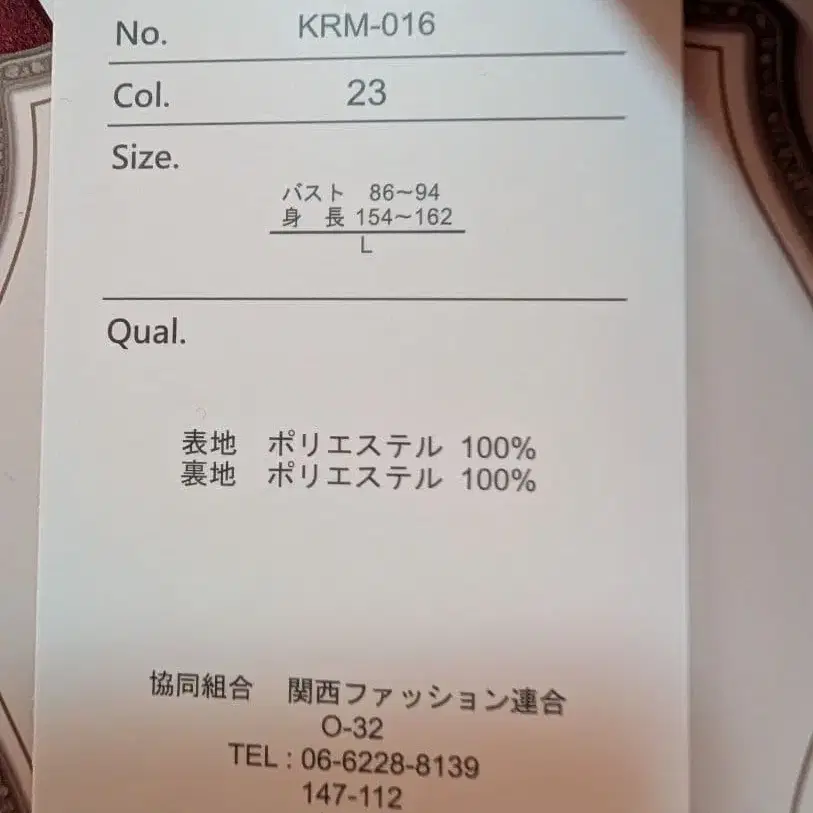 No. KRM-016
Col. 23
Size.
バスト 86~94
身 長 154~162
L
Qual.
表地 ポリエステル 100%
裏地 ポリエステル 100%
協同組合 関西ファッション連合
O-32
TEL : 06-6228-8139
147-112